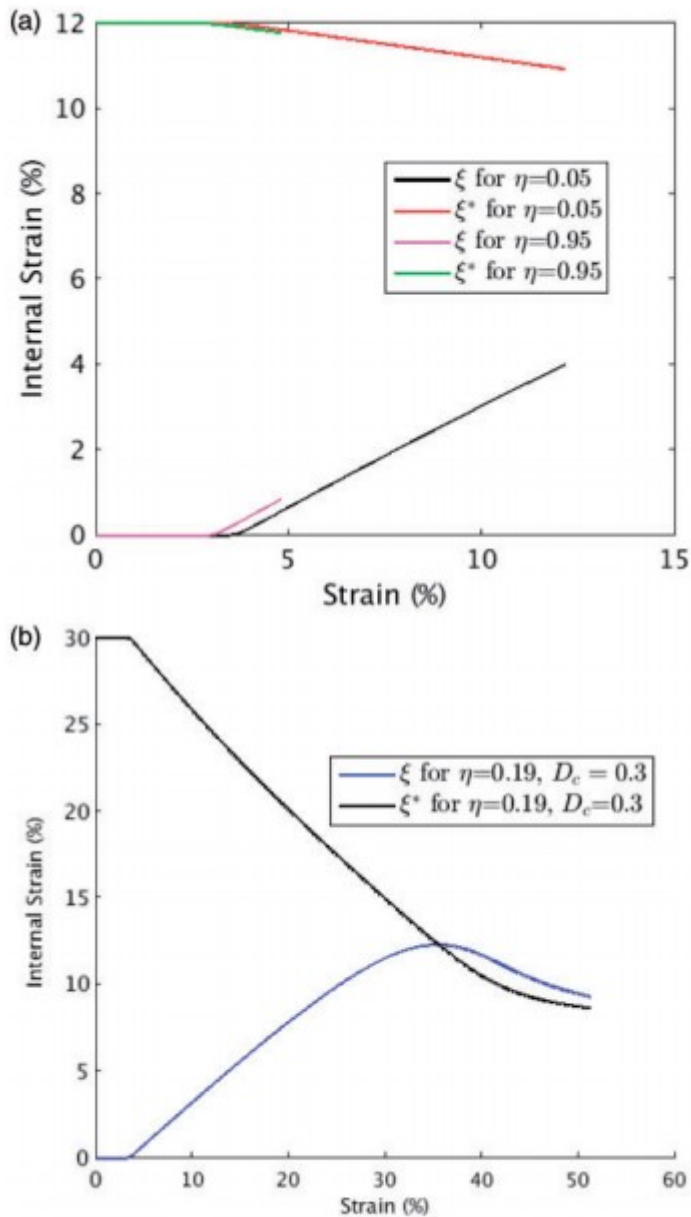 (a)
12
10
8
6
4
2
0
Internal Strain (%)
ξ for η=0.05
ξ* for η=0.05
ξ for η=0.95
ξ* for η=0.95
0 5 10 15
Strain (%)
(b)
30
25
20
15
10
5
0
Internal Strain (%)
ξ for η=0.19, D_c = 0.3
ξ* for η=0.19, D_c=0.3
0 10 20 30 40 50 60
Strain (%)